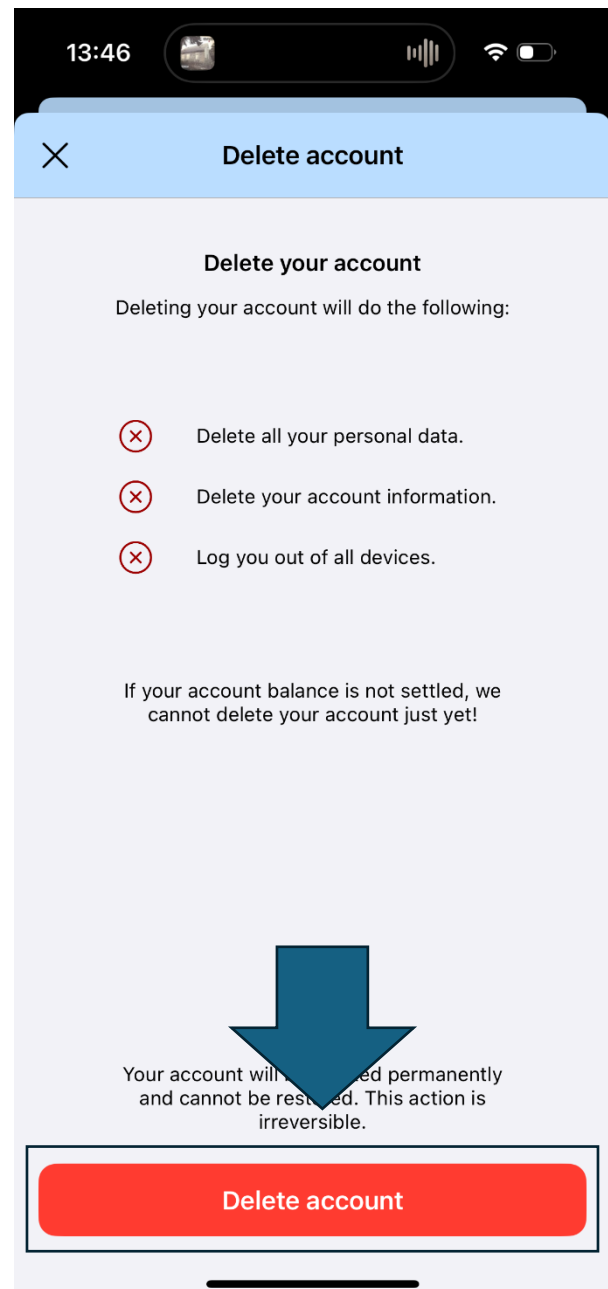 13:46
Delete account
Delete your account
Deleting your account will do the following:
Delete all your personal data.
Delete your account information.
Log you out of all devices.
If your account balance is not settled, we
cannot delete your account just yet!
Your account will permanently
and cannot be This action is
irreversible.
Delete account